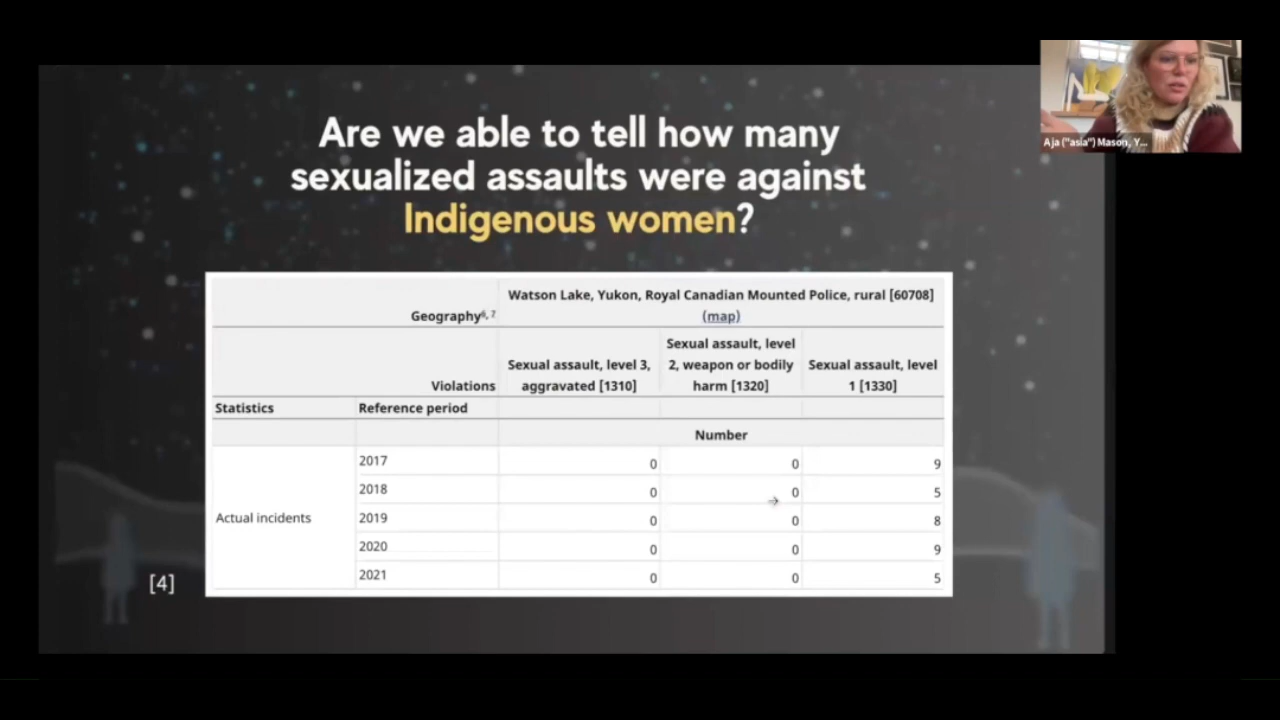 Are we able to tell how many
sexualized assaults were against
Indigenous women?
Aja ("asia") Mason, Y...
Geography6, 7
Watson Lake, Yukon, Royal Canadian Mounted Police, rural [60708]
(map)
Violations
Sexual assault, level 3,
aggravated [1310]
Sexual assault, level
2, weapon or bodily
harm [1320]
Sexual assault, level
1 [1330]
Statistics Reference period
Number
Actual incidents
2017 0 0 9
2018 0 0 5
2019 0 0 8
2020 0 0 9
2021 0 0 5
[4]